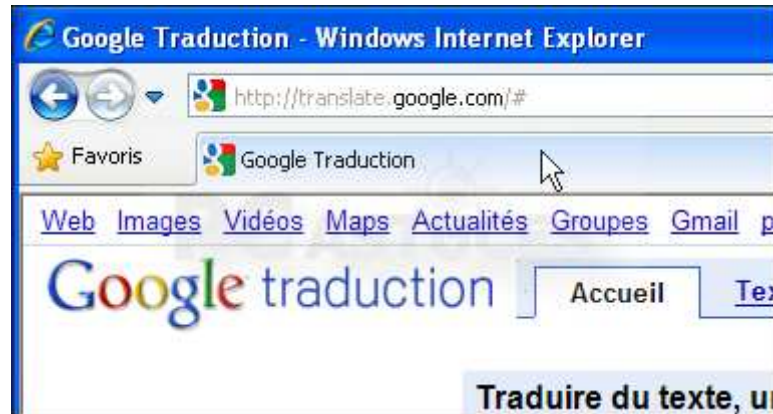 Google Traduction - Windows Internet Explorer
http://translate.google.com/#
Favoris Google Traduction
Web Images Vidéos Maps Actualités Groupes Gmail p
Google traduction Accueil Tex
Traduire du texte, u